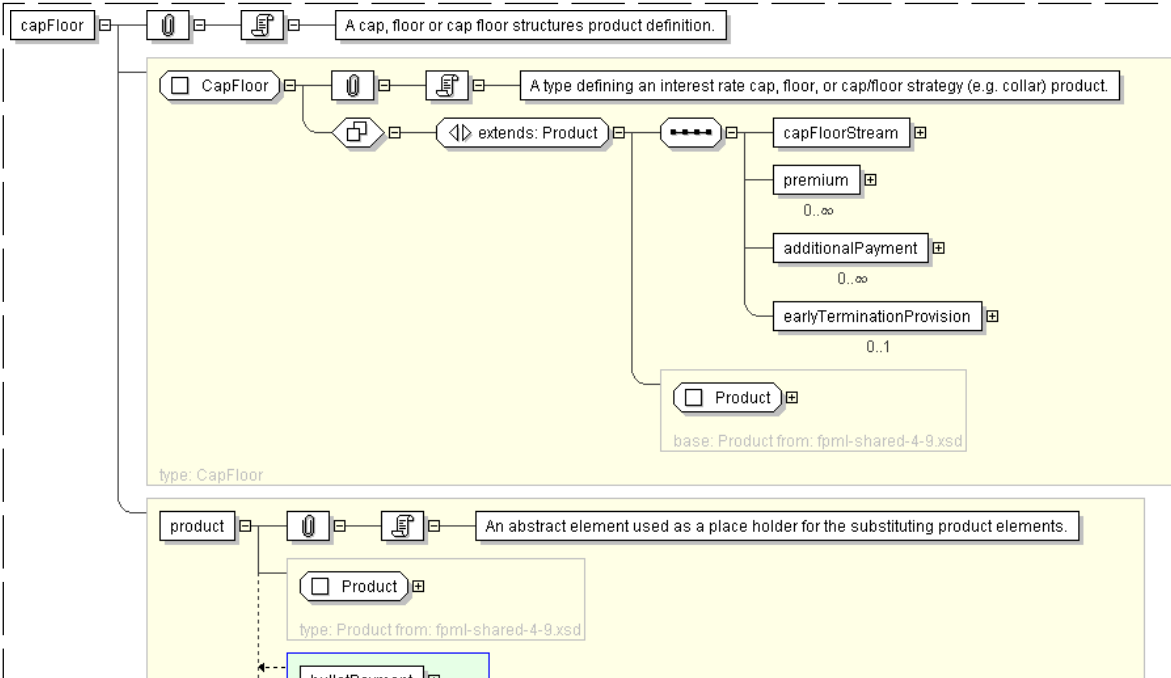 capFloor
A cap, floor or cap floor structures product definition.
CapFloor
A type defining an interest rate cap, floor, or cap/floor strategy (e.g. collar) product.
extends: Product
capFloorStream
premium
0..∞
additionalPayment
0..∞
earlyTerminationProvision
0..1
Product
base: Product from: fpml-shared-4-9.xsd
type: CapFloor
product
An abstract element used as a place holder for the substituting product elements.
Product
type: Product from: fpml-shared-4-9.xsd
bulletPayment